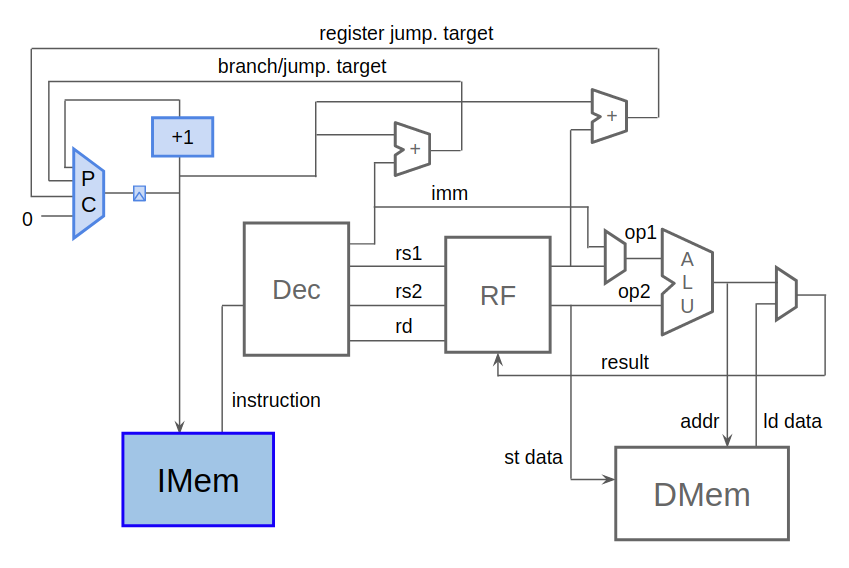 register jump. target
branch/jump. target
+1
+
+
P
C
0
imm
Dec
rs1
rs2
rd
RF
op1
op2
A
L
U
result
instruction
addr
ld data
st data
IMem
DMem